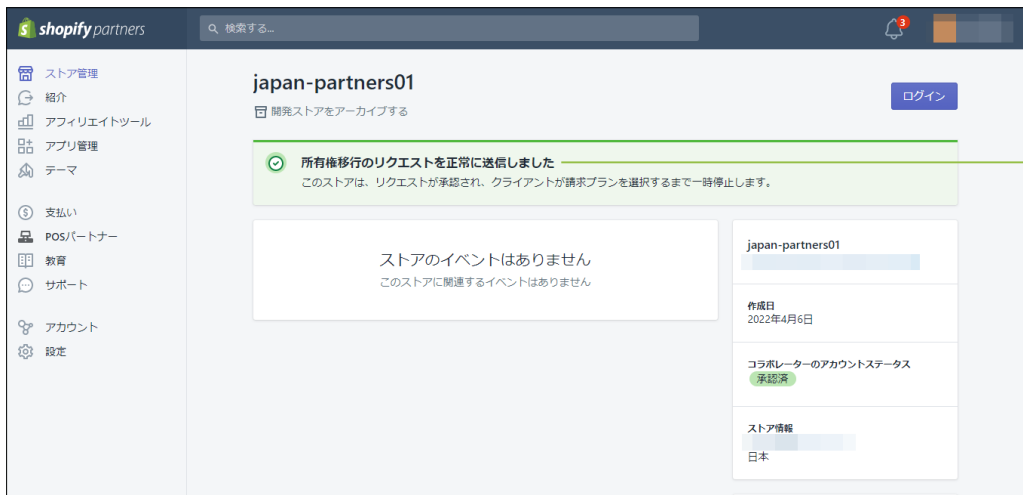 shopify partners
検索する...
3
ストア管理
紹介
アフィリエイトツール
アプリ管理
テーマ
支払い
POSパートナー
教育
サポート
アカウント
設定
japan-partners01
開発ストアをアーカイブする
ログイン
所有権移行のリクエストを正常に送信しました
このストアは、リクエストが承認され、クライアントが請求プランを選択するまで一時停止します。
ストアのイベントはありません
このストアに関連するイベントはありません
japan-partners01
作成日
2022年4月6日
コラボレーターのアカウントステータス
承認済
ストア情報
日本